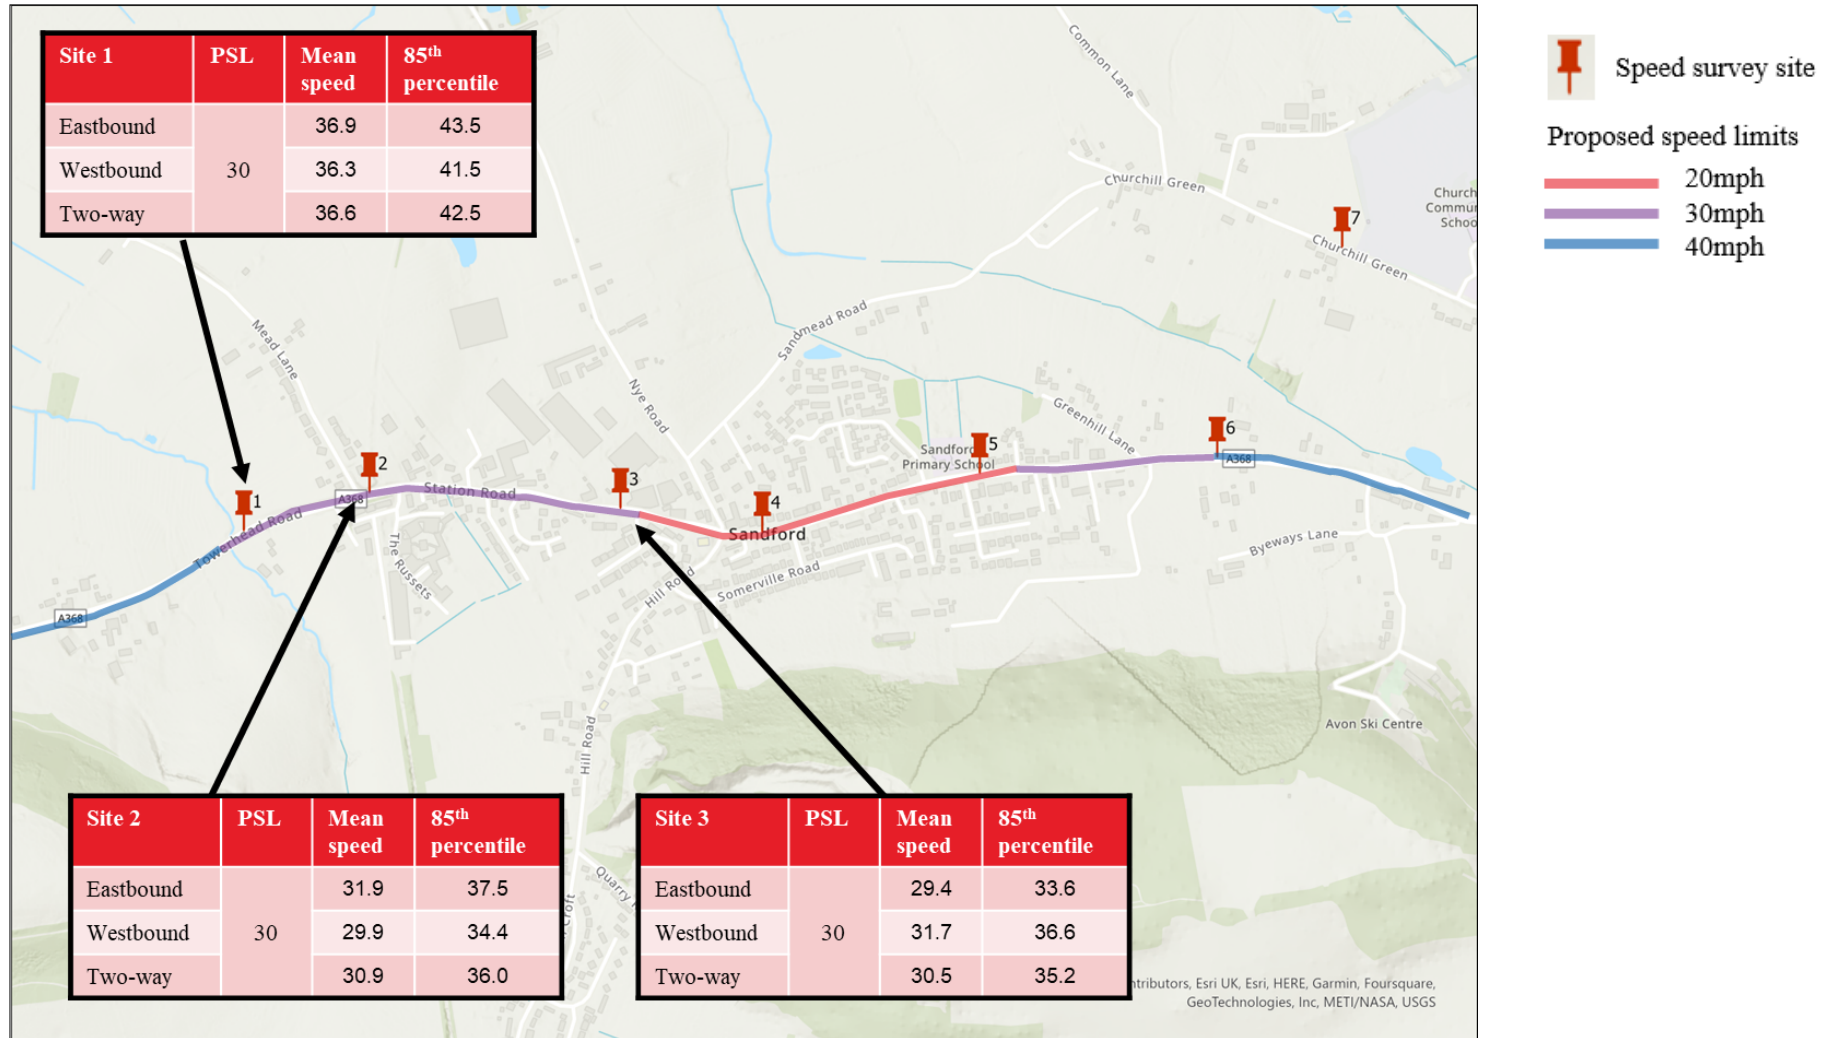 Site 1 PSL Mean speed 85th percentile
Eastbound 36.9 43.5
Westbound 30 36.3 41.5
Two-way 36.6 42.5
Speed survey site
Proposed speed limits
20mph
30mph
40mph
Common Lane
Churchill Green
Church
Commun
Schoo
7
Churchill Green
Sandmead Road
Mead Lane
Nye Road
Greenhill Lane
1
2
3
4
5
6
Sandford
Primary School
A368
A368
A368
Towerhead Road
Station Road
Sandford
The Russets
Hill Road
Somerville Road
Byeways Lane
Avon Ski Centre
Hill Road
Quarry
Croft
Site 2 PSL Mean speed 85th percentile
Eastbound 31.9 37.5
Westbound 30 29.9 34.4
Two-way 30.9 36.0
Site 3 PSL Mean speed 85th percentile
Eastbound 29.4 33.6
Westbound 30 31.7 36.6
Two-way 30.5 35.2
ntributors, Esri UK, Esri, HERE, Garmin, Foursquare,
GeoTechnologies, Inc, METI/NASA, USGS